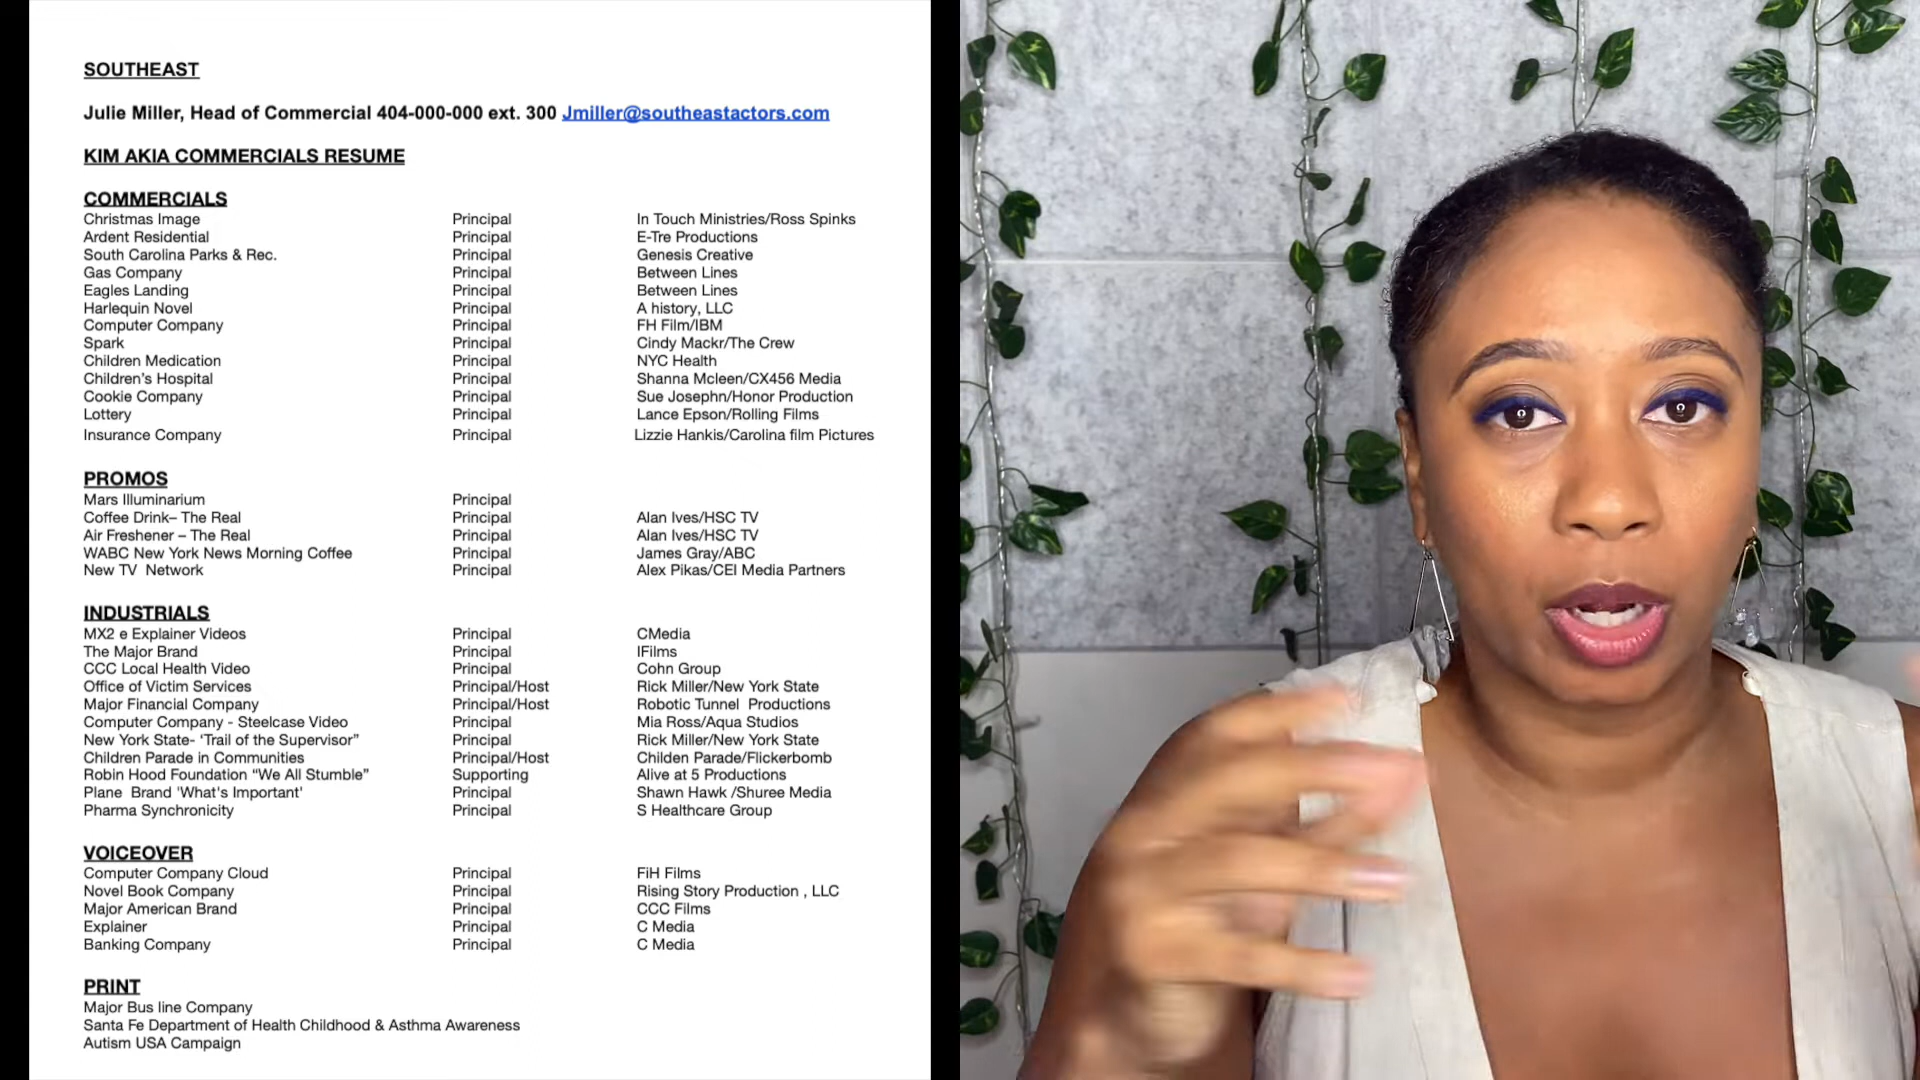 SOUTHEAST
Julie Miller, Head of Commercial 404-000-000 ext. 300 Jmiller@southeastactors.com
KIM AKIA COMMERCIALS RESUME
COMMERCIALS
Christmas Image Principal In Touch Ministries/Ross Spinks
Ardent Residential Principal E-Tre Productions
South Carolina Parks & Rec. Principal Genesis Creative
Gas Company Principal Between Lines
Eagles Landing Principal Between Lines
Harlequin Novel Principal A history, LLC
Computer Company Principal FH Film/IBM
Spark Principal Cindy Mackr/The Crew
Children Medication Principal NYC Health
Children’s Hospital Principal Shanna Mcleen/CX456 Media
Cookie Company Principal Sue Josephn/Honor Production
Lottery Principal Lance Epson/Rolling Films
Insurance Company Principal Lizzie Hankis/Carolina film Pictures
PROMOS
Mars Illuminarium Principal
Coffee Drink– The Real Principal Alan Ives/HSC TV
Air Freshener – The Real Principal Alan Ives/HSC TV
WABC New York News Morning Coffee Principal James Gray/ABC
New TV Network Principal Alex Pikas/CEI Media Partners
INDUSTRIALS
MX2 e Explainer Videos Principal CMedia
The Major Brand Principal IFilms
CCC Local Health Video Principal Cohn Group
Office of Victim Services Principal/Host Rick Miller/New York State
Major Financial Company Principal/Host Robotic Tunnel Productions
Computer Company - Steelcase Video Principal Mia Ross/Aqua Studios
New York State- ‘Trail of the Supervisor” Principal Rick Miller/New York State
Children Parade in Communities Principal/Host Childen Parade/Flickerbomb
Robin Hood Foundation “We All Stumble” Supporting Alive at 5 Productions
Plane Brand 'What's Important' Principal Shawn Hawk /Shuree Media
Pharma Synchronicity Principal S Healthcare Group
VOICEOVER
Computer Company Cloud Principal FiH Films
Novel Book Company Principal Rising Story Production , LLC
Major American Brand Principal CCC Films
Explainer Principal C Media
Banking Company Principal C Media
PRINT
Major Bus line Company
Santa Fe Department of Health Childhood & Asthma Awareness
Autism USA Campaign